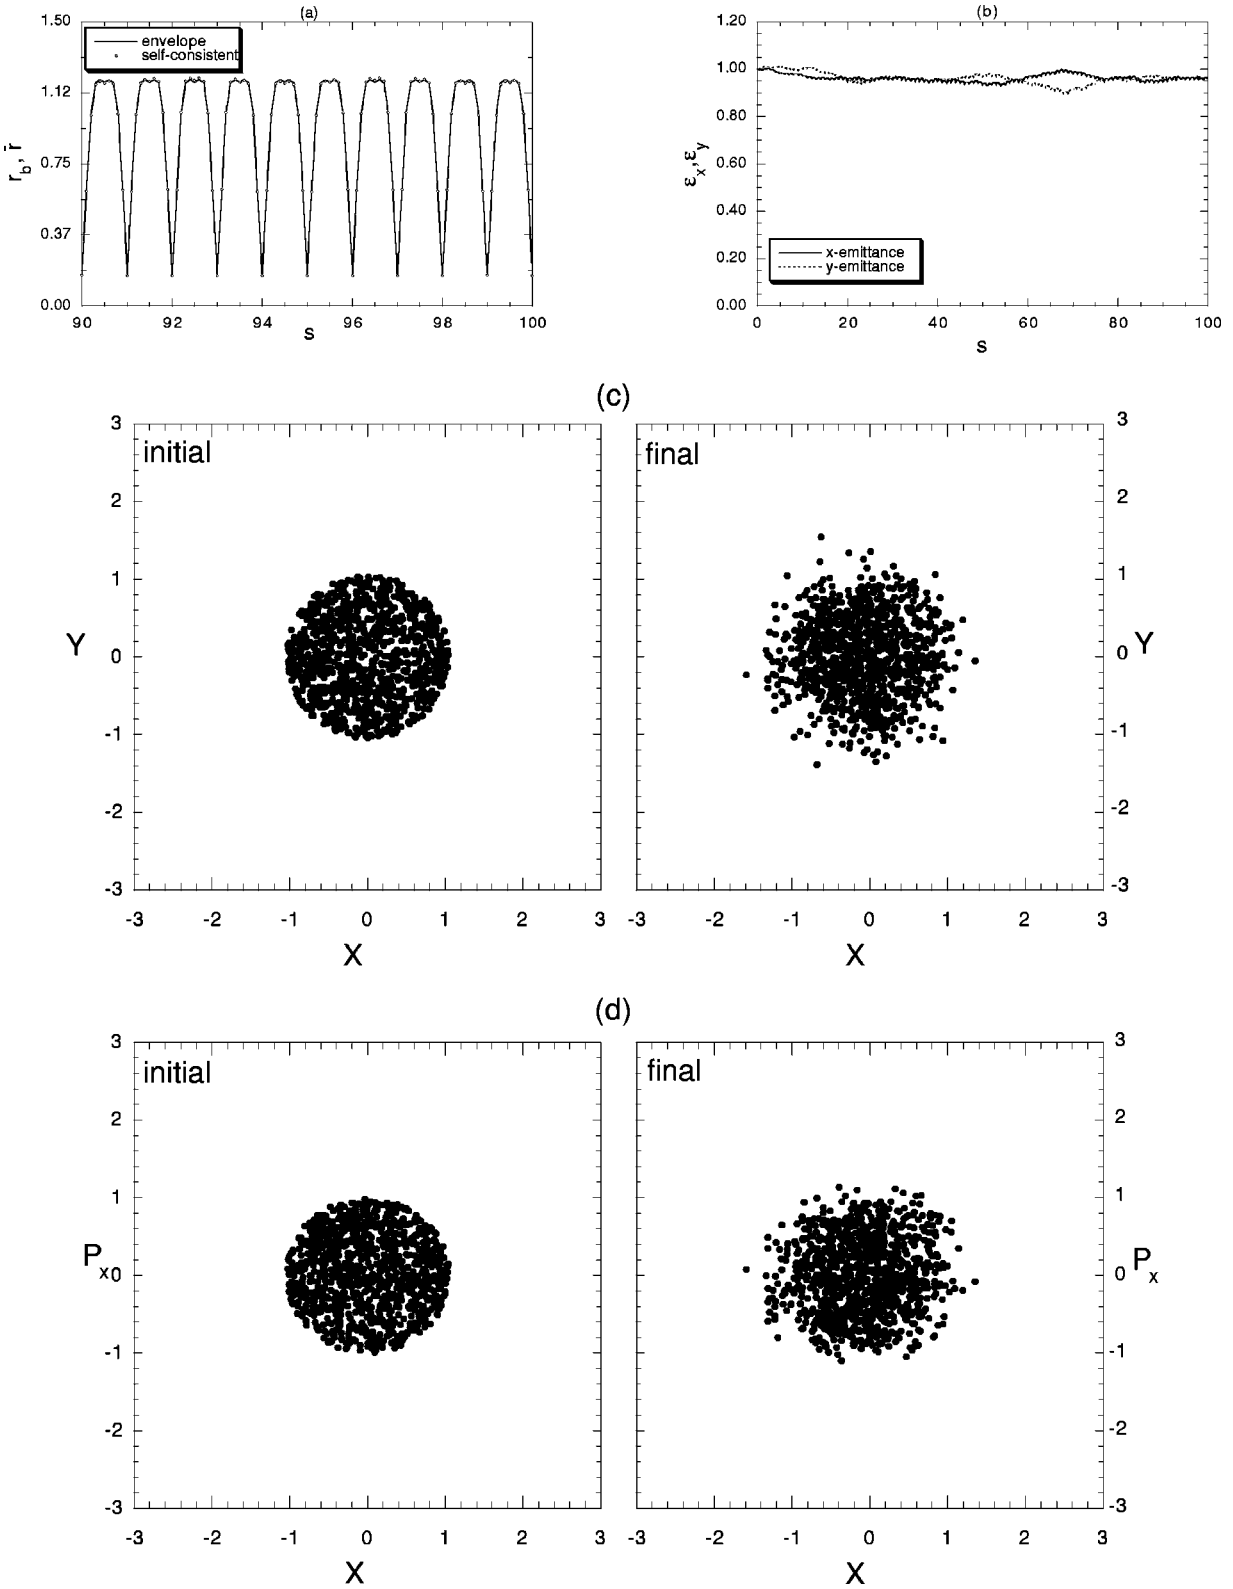 (a)
1.50
1.12
0.75
0.37
0.00
r_b, r̄
envelope
self-consistent
90 92 94 96 98 100
s
(b)
1.20
1.00
0.80
0.60
0.40
0.20
0.00
ε_x,ε_y
x-emittance
y-emittance
0 20 40 60 80 100
s
(c)
initial
3
2
1
0
-1
-2
-3
Y
-3 -2 -1 0 1 2 3
X
final
3
2
1
0
-1
-2
-3
Y
-3 -2 -1 0 1 2 3
X
(d)
initial
3
2
1
0
-1
-2
-3
P_x
-3 -2 -1 0 1 2 3
X
final
3
2
1
0
-1
-2
-3
P_x
-3 -2 -1 0 1 2 3
X